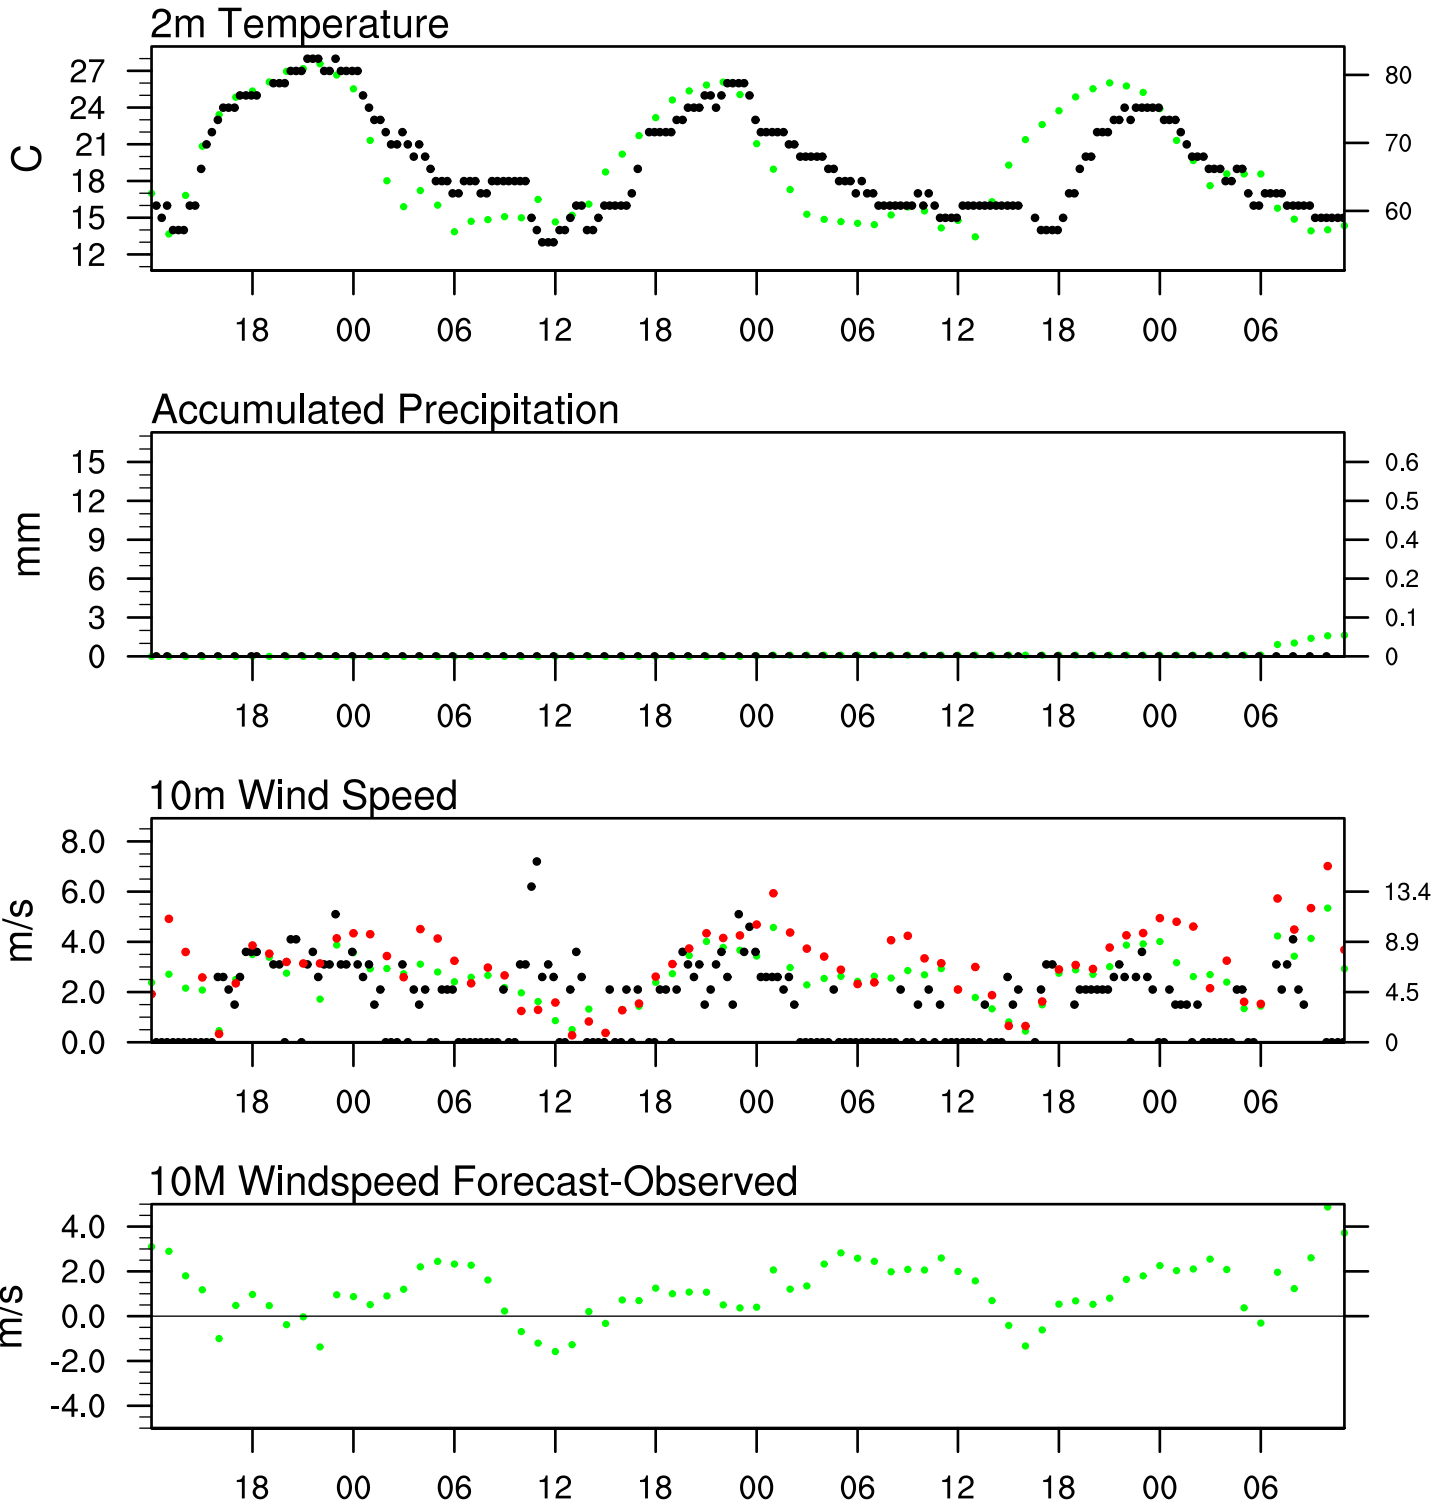 2m Temperature
27
24
21
18
15
12
C
80
70
60
18 00 06 12 18 00 06 12 18 00 06
Accumulated Precipitation
15
12
9
6
3
0
mm
0.6
0.5
0.4
0.2
0.1
0
18 00 06 12 18 00 06 12 18 00 06
10m Wind Speed
8.0
6.0
4.0
2.0
0.0
m/s
13.4
8.9
4.5
0
18 00 06 12 18 00 06 12 18 00 06
10M Windspeed Forecast-Observed
4.0
2.0
0.0
-2.0
-4.0
m/s
18 00 06 12 18 00 06 12 18 00 06